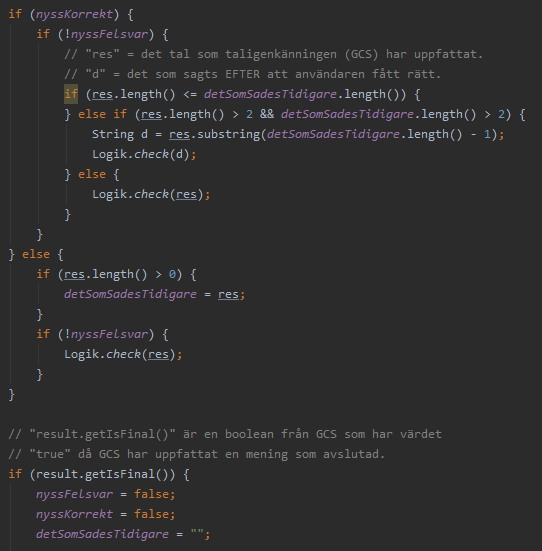 if (nyssKorrekt) {
    if (!nyssFelsvar) {
        // "res" = det tal som taligenkänningen (GCS) har uppfattat.
        // "d" = det som sagts EFTER att användaren fått rätt.
        if (res.length() <= detSomSadesTidigare.length()) {
        } else if (res.length() > 2 && detSomSadesTidigare.length() > 2) {
            String d = res.substring(detSomSadesTidigare.length() - 1);
            Logik.check(d);
        } else {
            Logik.check(res);
        }
    }
} else {
    if (res.length() > 0) {
        detSomSadesTidigare = res;
    }
    if (!nyssFelsvar) {
        Logik.check(res);
    }
}

// "result.getIsFinal()" är en boolean från GCS som har värdet
// "true" då GCS har uppfattat en mening som avslutad.
if (result.getIsFinal()) {
    nyssFelsvar = false;
    nyssKorrekt = false;
    detSomSadesTidigare = "";